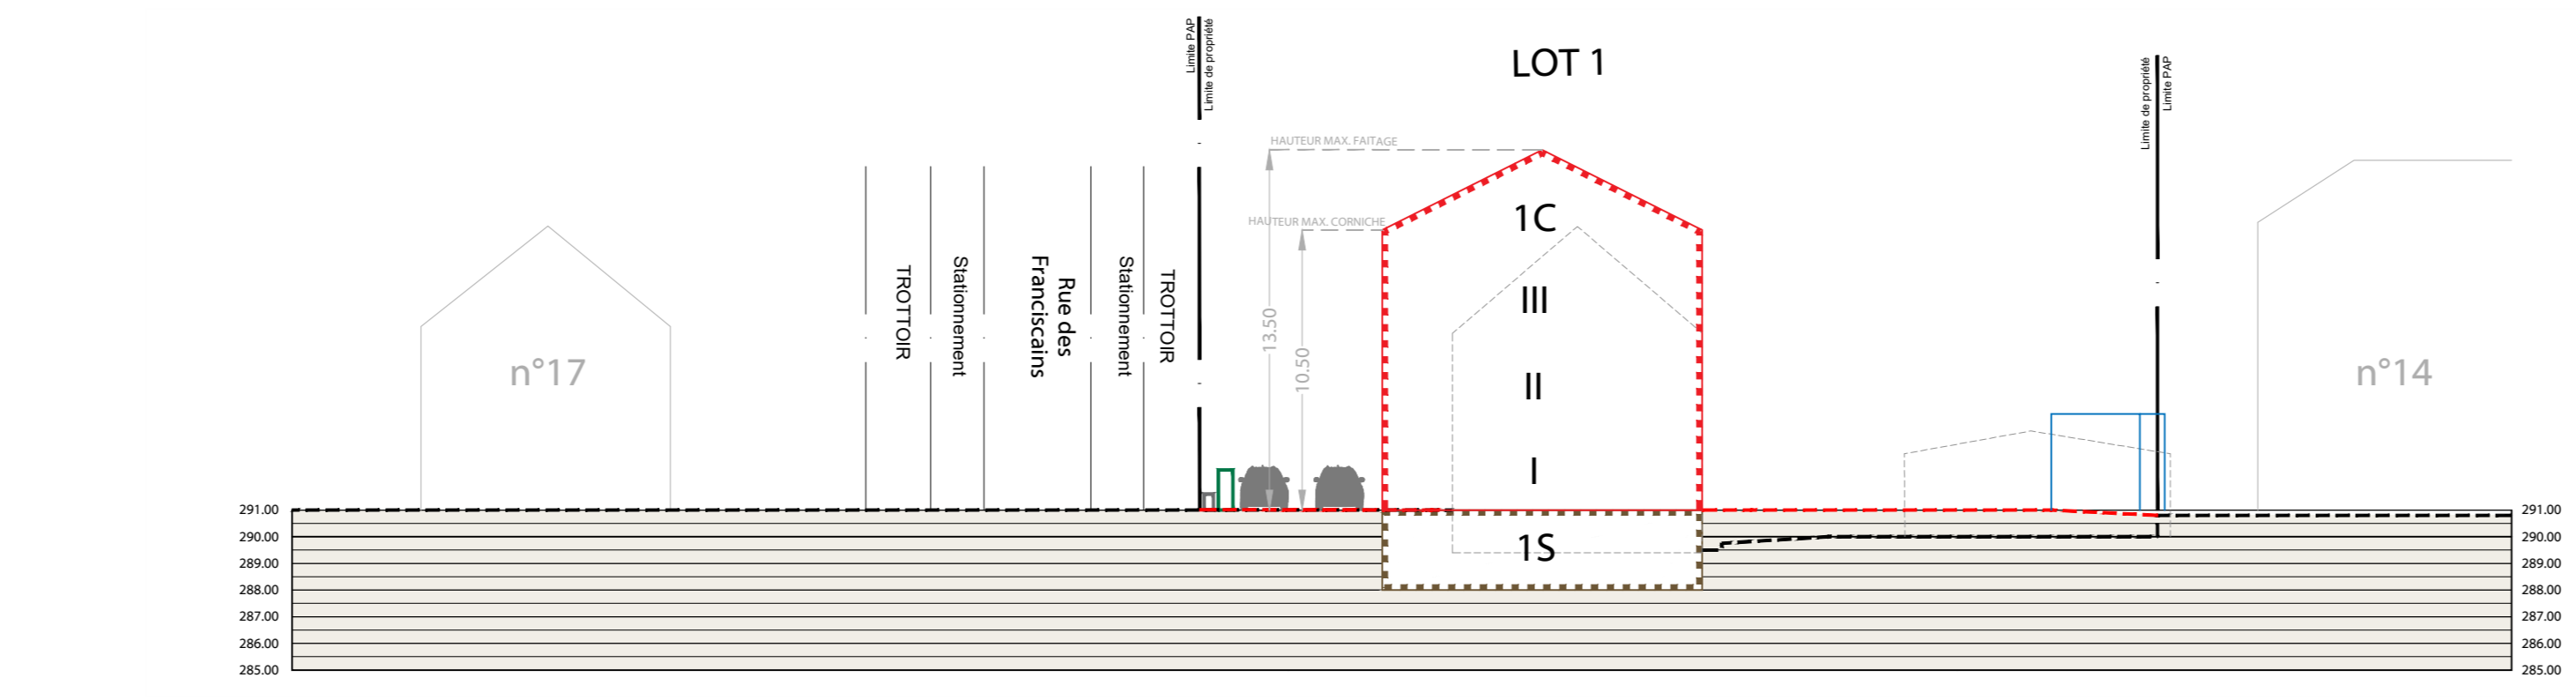 Limite PAP
Limite de propriété
LOT 1
Limite de propriété
Limite PAP
HAUTEUR MAX. FAITAGE
HAUTEUR MAX. CORNICHE
1C
III
II
I
1S
13.50
10.50
n°17
TROTTOIR
Stationnement
Rue des
Franciscains
Stationnement
TROTTOIR
n°14
291.00
290.00
289.00
288.00
287.00
286.00
285.00
291.00
290.00
289.00
288.00
287.00
286.00
285.00